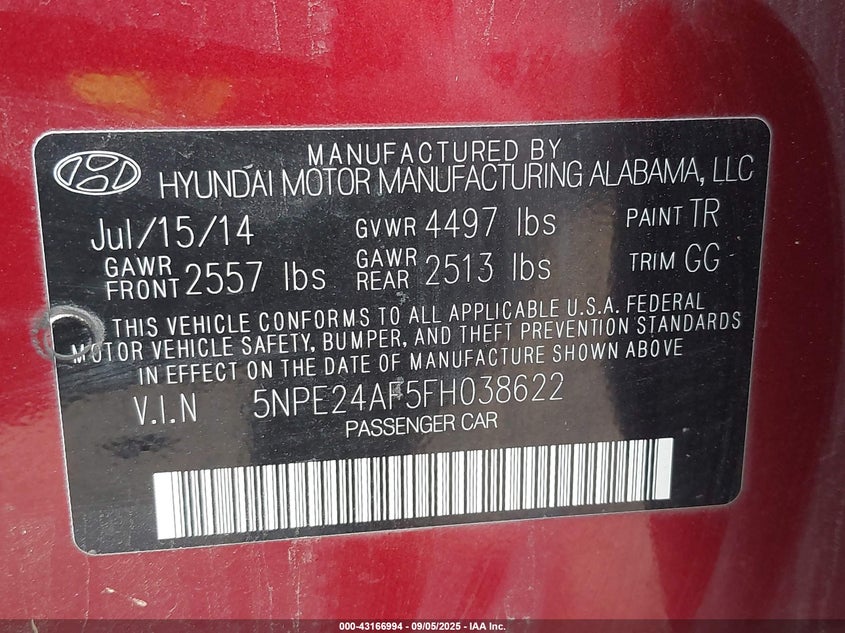 MANUFACTURED BY
HYUNDAI MOTOR MANUFACTURING ALABAMA, LLC
Jul/15/14 GVWR 4497 lbs PAINT TR
GAWR FRONT 2557 lbs GAWR REAR 2513 lbs TRIM GG
THIS VEHICLE CONFORMS TO ALL APPLICABLE U.S.A. FEDERAL
MOTOR VEHICLE SAFETY, BUMPER, AND THEFT PREVENTION STANDARDS
IN EFFECT ON THE DATE OF MANUFACTURE SHOWN ABOVE
V.I.N 5NPE24AF5FH038622
PASSENGER CAR
000-43166994 - 09/05/2025 - IAA Inc.